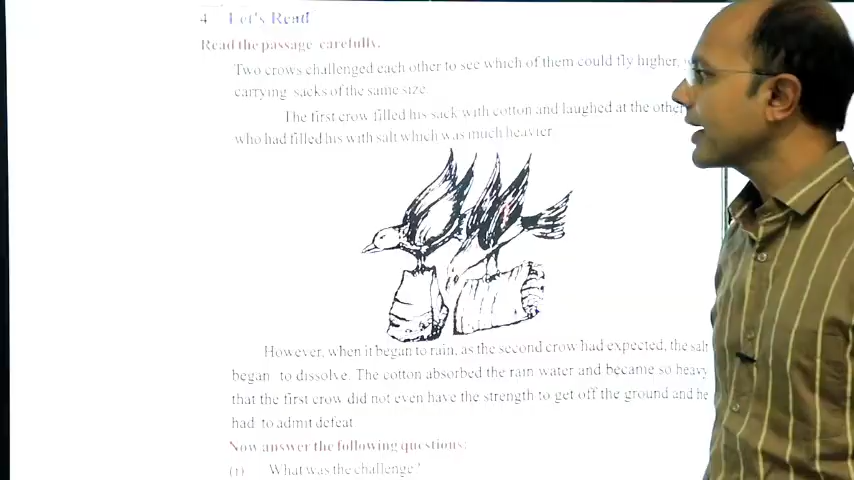 4 Let's Read
Read the passage carefully.
Two crows challenged each other to see which of them could fly higher,
carrying sacks of the same size.
The first crow filled his sack with cotton and laughed at the other
who had filled his with salt which was much heavier
However, when it began to rain, as the second crow had expected, the salt
began to dissolve. The cotton absorbed the rain water and became so heavy
that the first crow did not even have the strength to get off the ground and he
had to admit defeat
Now answer the following questions:
(1) What was the challenge?